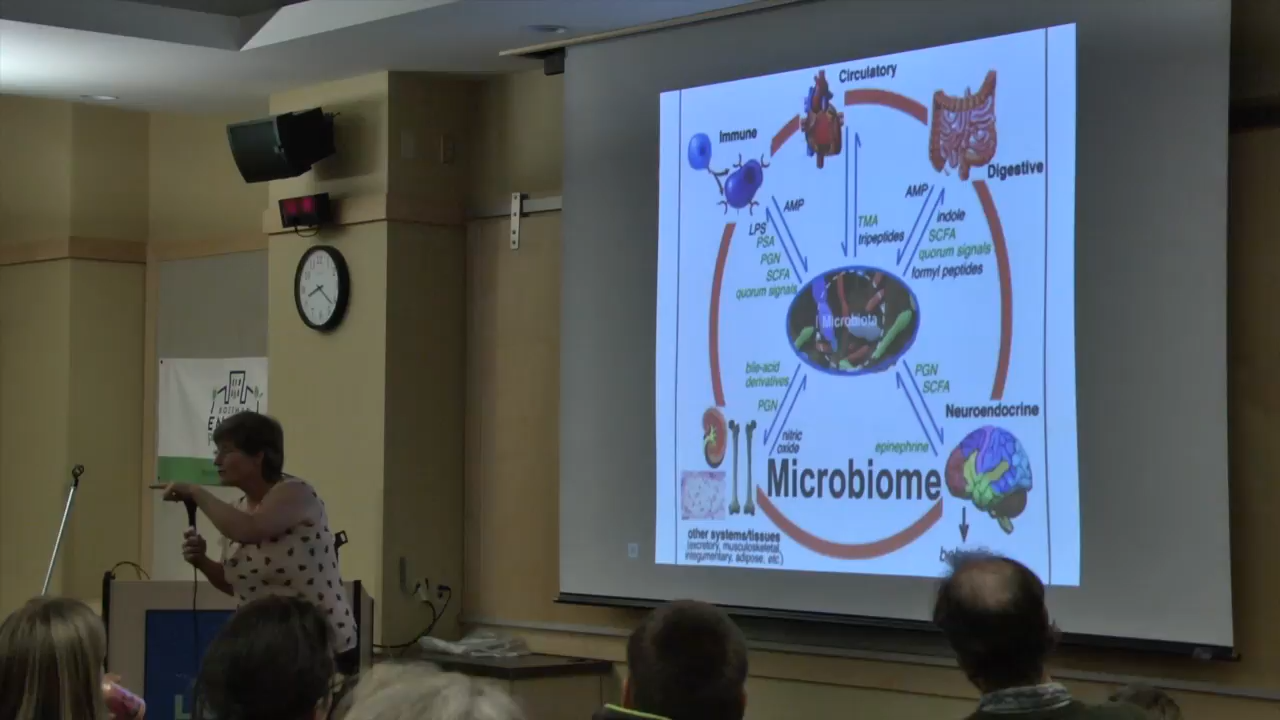 Circulatory
Immune
Digestive
AMP
AMP
LPS
PSA
PGN
SCFA
quorum signals
TMA
tripeptides
indole
SCFA
quorum signals
formyl peptides
Microbiota
bile-acid
derivatives
PGN
nitric
oxide
PGN
SCFA
epinephrine
Neuroendocrine
Microbiome
other systems/tissues
(excretory, musculoskeletal,
integumentary, adipose, etc.)